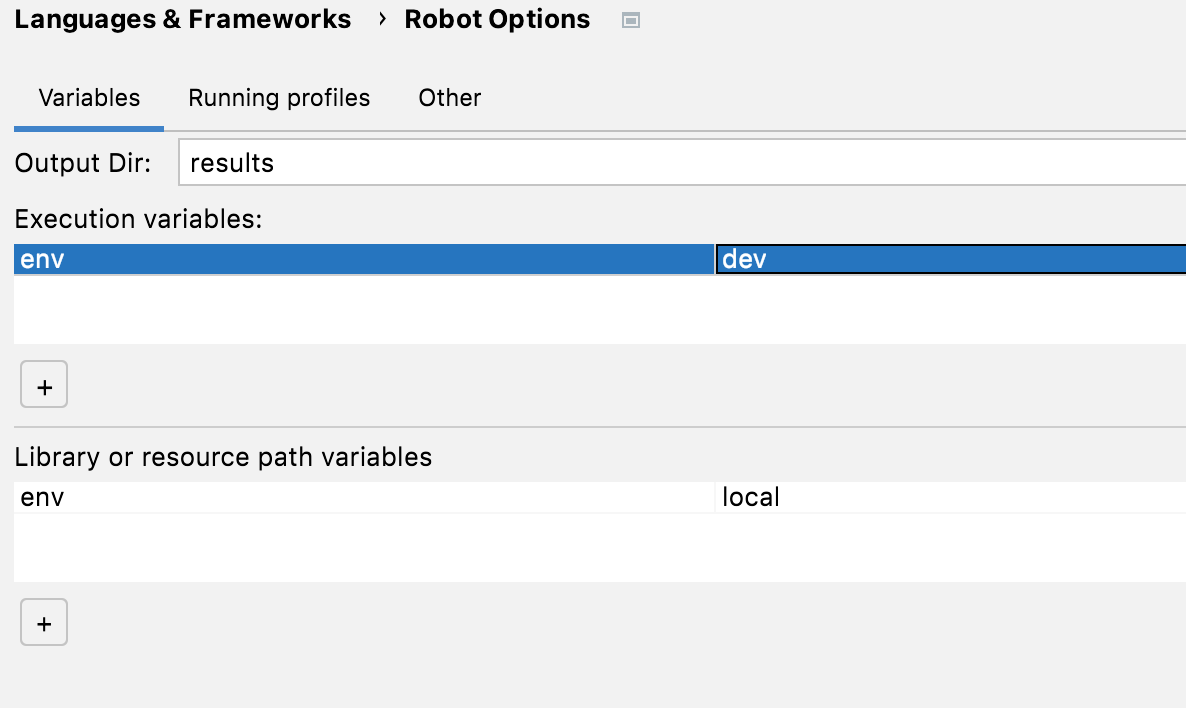 Languages & Frameworks › Robot Options
Variables Running profiles Other
Output Dir: results
Execution variables:
env dev
+
Library or resource path variables
env local
+